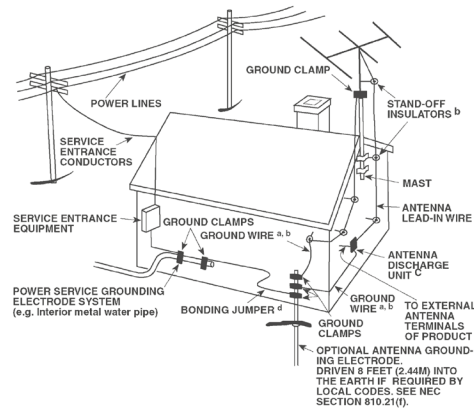 GROUND CLAMP
POWER LINES
STAND-OFF
INSULATORS b
SERVICE
ENTRANCE
CONDUCTORS
MAST
ANTENNA
LEAD-IN WIRE
SERVICE ENTRANCE
EQUIPMENT
GROUND CLAMPS
GROUND WIRE a, b
ANTENNA
DISCHARGE
UNIT C
POWER SERVICE GROUNDING
ELECTRODE SYSTEM
(e.g. Interior metal water pipe)
BONDING JUMPER d
GROUND
WIRE a, b
GROUND
CLAMPS
TO EXTERNAL
ANTENNA
TERMINALS
OF PRODUCT
OPTIONAL ANTENNA GROUND-
ING ELECTRODE.
DRIVEN 8 FEET (2.44M) INTO
THE EARTH IF REQUIRED BY
LOCAL CODES. SEE NEC
SECTION 810.21(f).